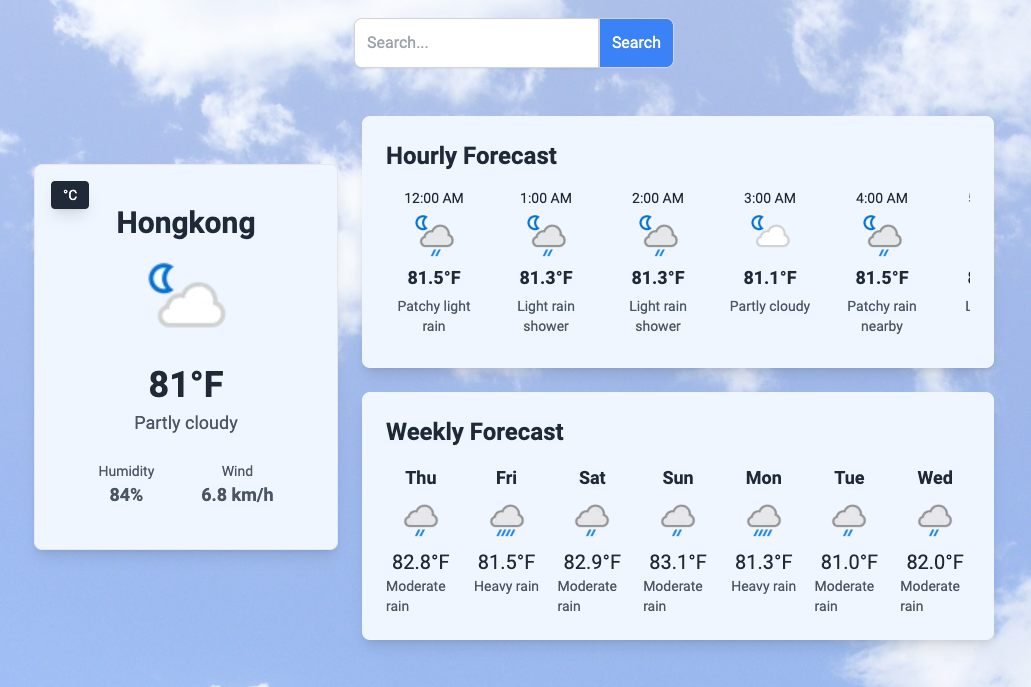 Search...
Search
°C
Hongkong
81°F
Partly cloudy
Humidity
Wind
84%
6.8 km/h
Hourly Forecast
12:00 AM
1:00 AM
2:00 AM
3:00 AM
4:00 AM
81.5°F
81.3°F
81.3°F
81.1°F
81.5°F
Patchy light
rain
Light rain
shower
Light rain
shower
Partly cloudy
Patchy rain
nearby
Weekly Forecast
Thu
Fri
Sat
Sun
Mon
Tue
Wed
82.8°F
81.5°F
82.9°F
83.1°F
81.3°F
81.0°F
82.0°F
Moderate
rain
Heavy rain
Moderate
rain
Moderate
rain
Heavy rain
Moderate
rain
Moderate
rain